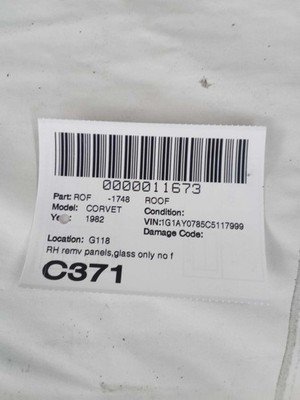 0000011673
Part: ROF -1748 ROOF
Model: CORVET Condition:
1982 VIN:1G1AY0785C5117999
Damage Code:
Location: G118
RH remv panels,glass only no f
C371